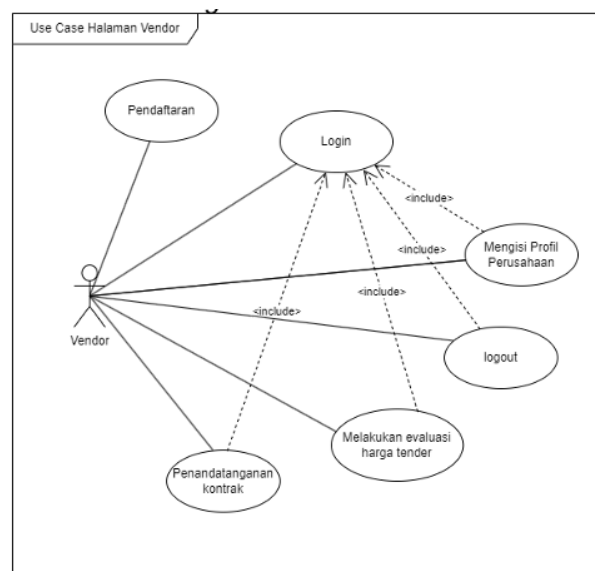 Use Case Halaman Vendor
Pendaftaran
Login
<include>
Mengisi Profil
Perusahaan
<include>
<include>
<include>
Vendor
logout
Melakukan evaluasi
harga tender
Penandatanganan
kontrak